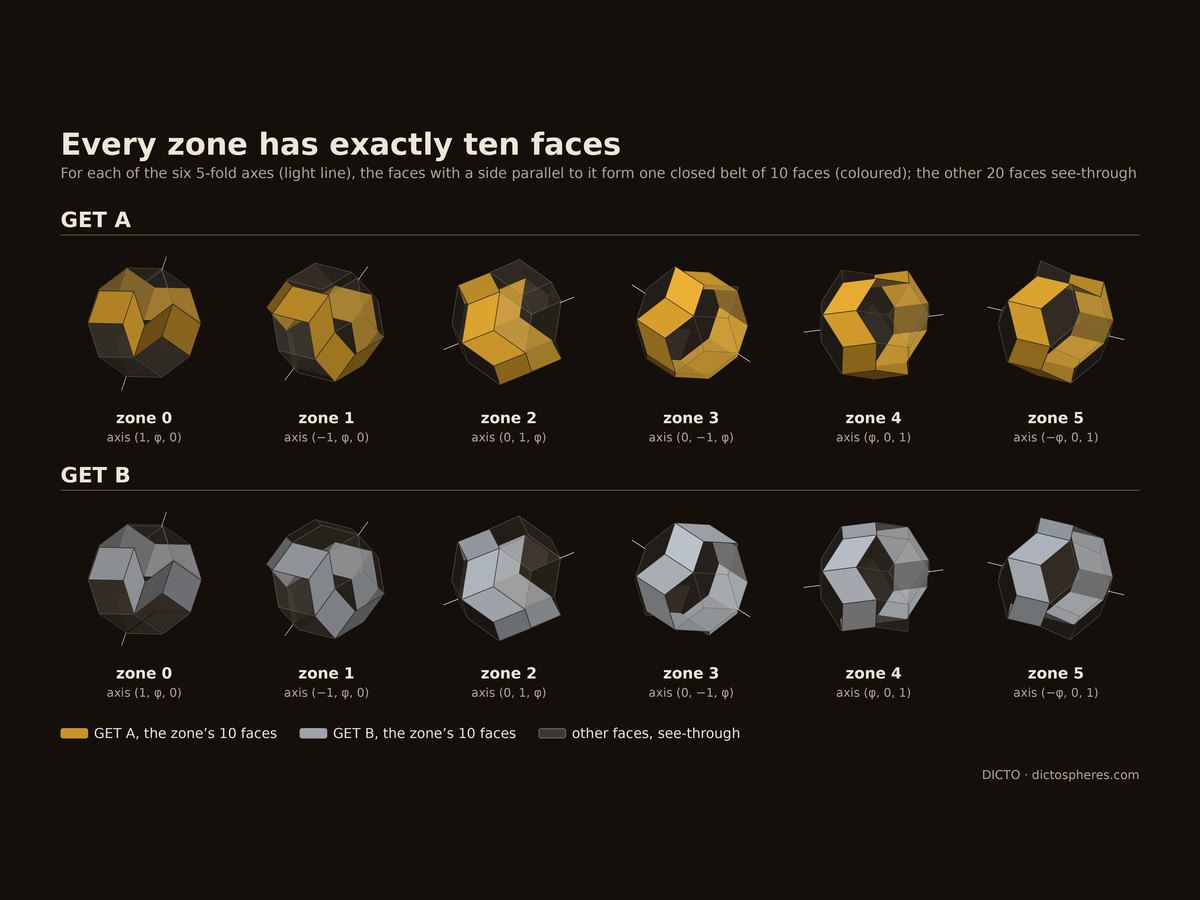 Every zone has exactly ten faces
For each of the six 5-fold axes (light line), the faces with a side parallel to it form one closed belt of 10 faces (coloured); the other 20 faces see-through
GET A
zone 0 zone 1 zone 2 zone 3 zone 4 zone 5
axis (1, φ, 0) axis (−1, φ, 0) axis (0, 1, φ) axis (0, −1, φ) axis (φ, 0, 1) axis (−φ, 0, 1)
GET B
zone 0 zone 1 zone 2 zone 3 zone 4 zone 5
axis (1, φ, 0) axis (−1, φ, 0) axis (0, 1, φ) axis (0, −1, φ) axis (φ, 0, 1) axis (−φ, 0, 1)
GET A, the zone’s 10 faces GET B, the zone’s 10 faces other faces, see-through
DICTO · dictospheres.com